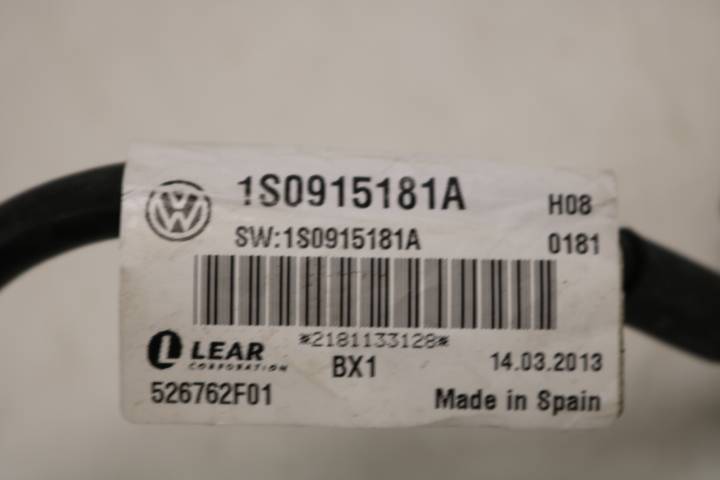 1S0915181A H08
SW:1S0915181A 0181
*2181133128*
LEAR BX1 14.03.2013
CORPORATION
526762F01 Made in Spain